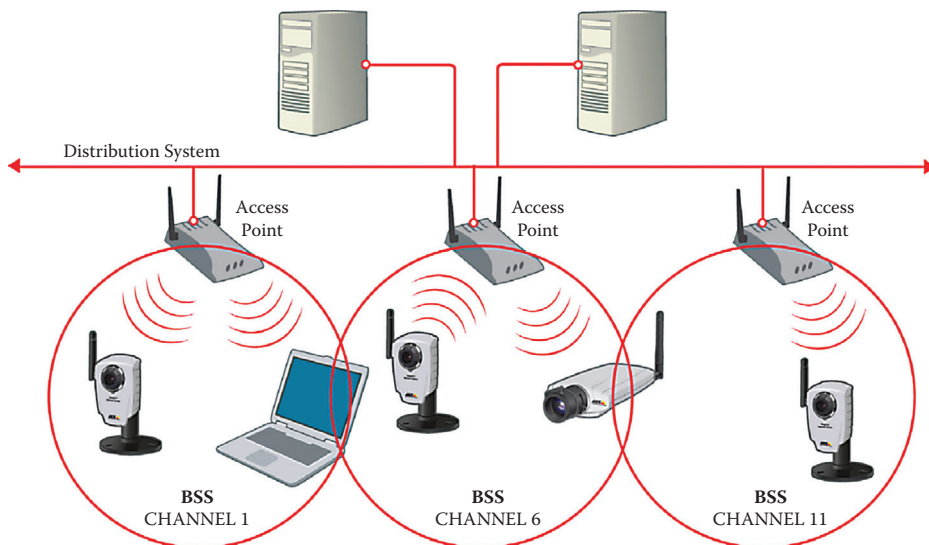 Distribution System
Access
Point
Access
Point
Access
Point
BSS
CHANNEL 1
BSS
CHANNEL 6
BSS
CHANNEL 11